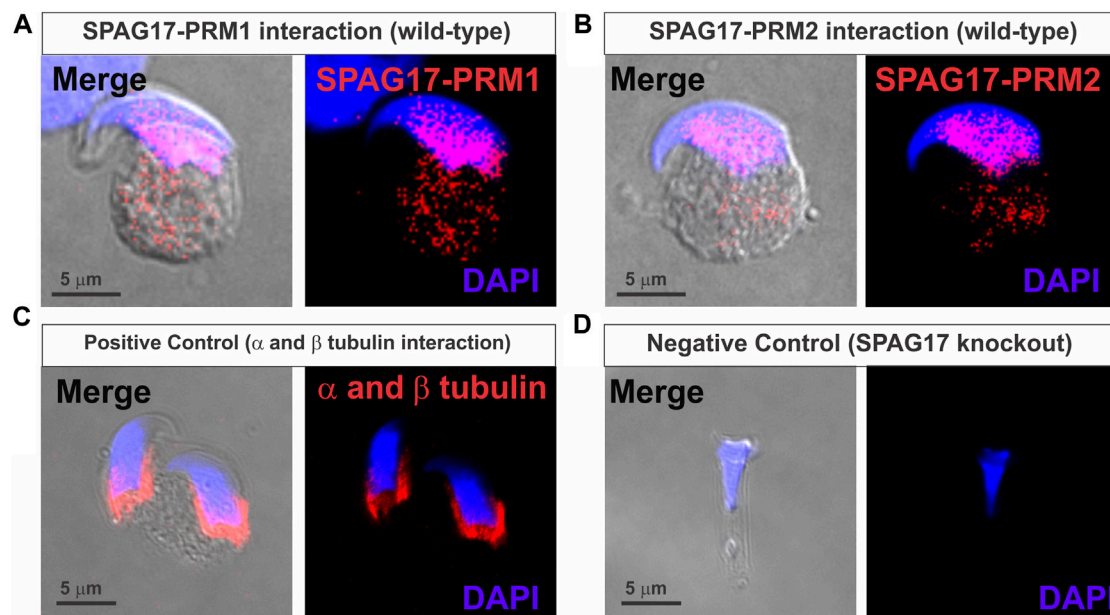 A
SPAG17-PRM1 interaction (wild-type)
Merge
SPAG17-PRM1
5 μm
DAPI
B
SPAG17-PRM2 interaction (wild-type)
Merge
SPAG17-PRM2
5 μm
DAPI
C
Positive Control (α and β tubulin interaction)
Merge
α and β tubulin
5 μm
DAPI
D
Negative Control (SPAG17 knockout)
Merge
5 μm
DAPI